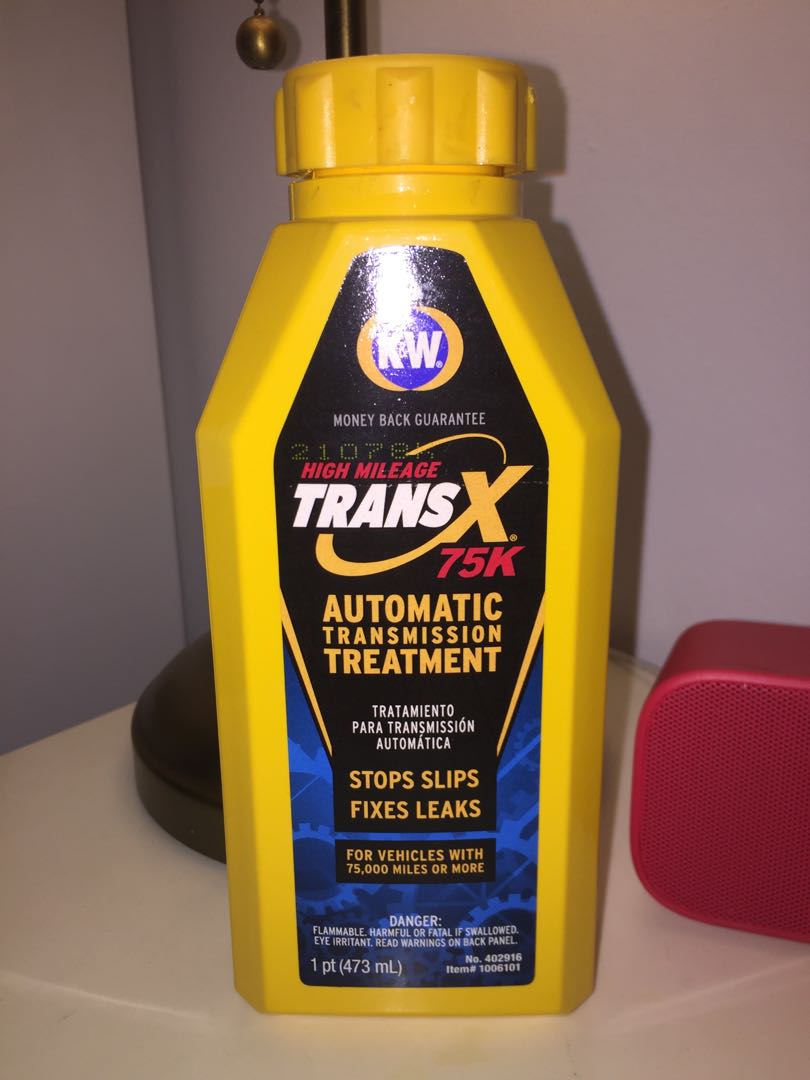 K&W®
MONEY BACK GUARANTEE
HIGH MILEAGE
TRANSX®
75K
AUTOMATIC
TRANSMISSION
TREATMENT
TRATAMIENTO
PARA TRANSMISSIÓN
AUTOMÁTICA
STOPS SLIPS
FIXES LEAKS
FOR VEHICLES WITH
75,000 MILES OR MORE
DANGER:
FLAMMABLE. HARMFUL OR FATAL IF SWALLOWED.
EYE IRRITANT. READ WARNINGS ON BACK PANEL.
1 pt (473 mL)
No. 402916
Item# 1006101